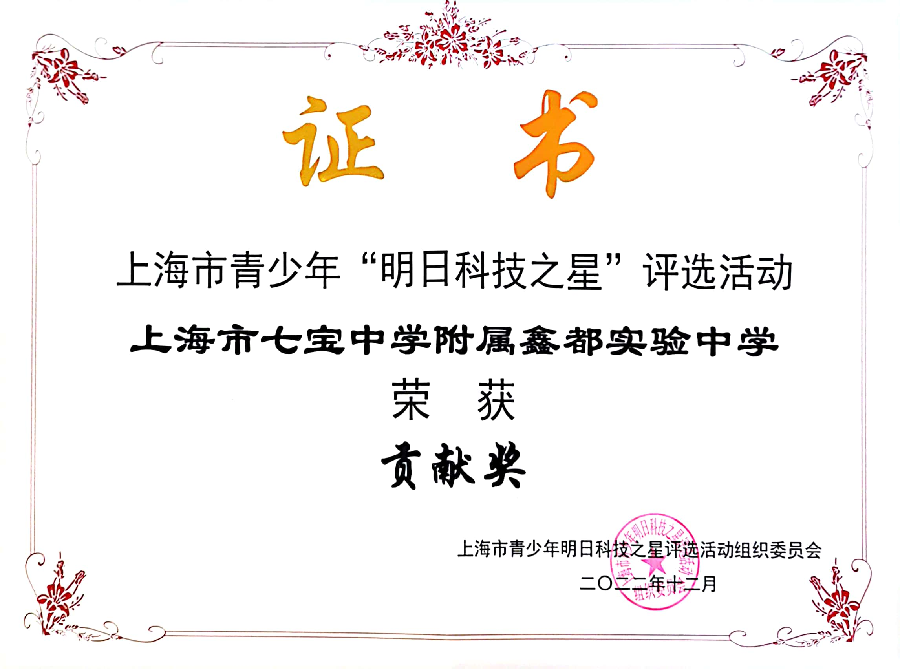 证 书
上海市青少年“明日科技之星”评选活动
上海市七宝中学附属鑫都实验中学
荣 获
贡献奖
上海市青少年明日科技之星评选活动组织委员会
二〇二二年十二月